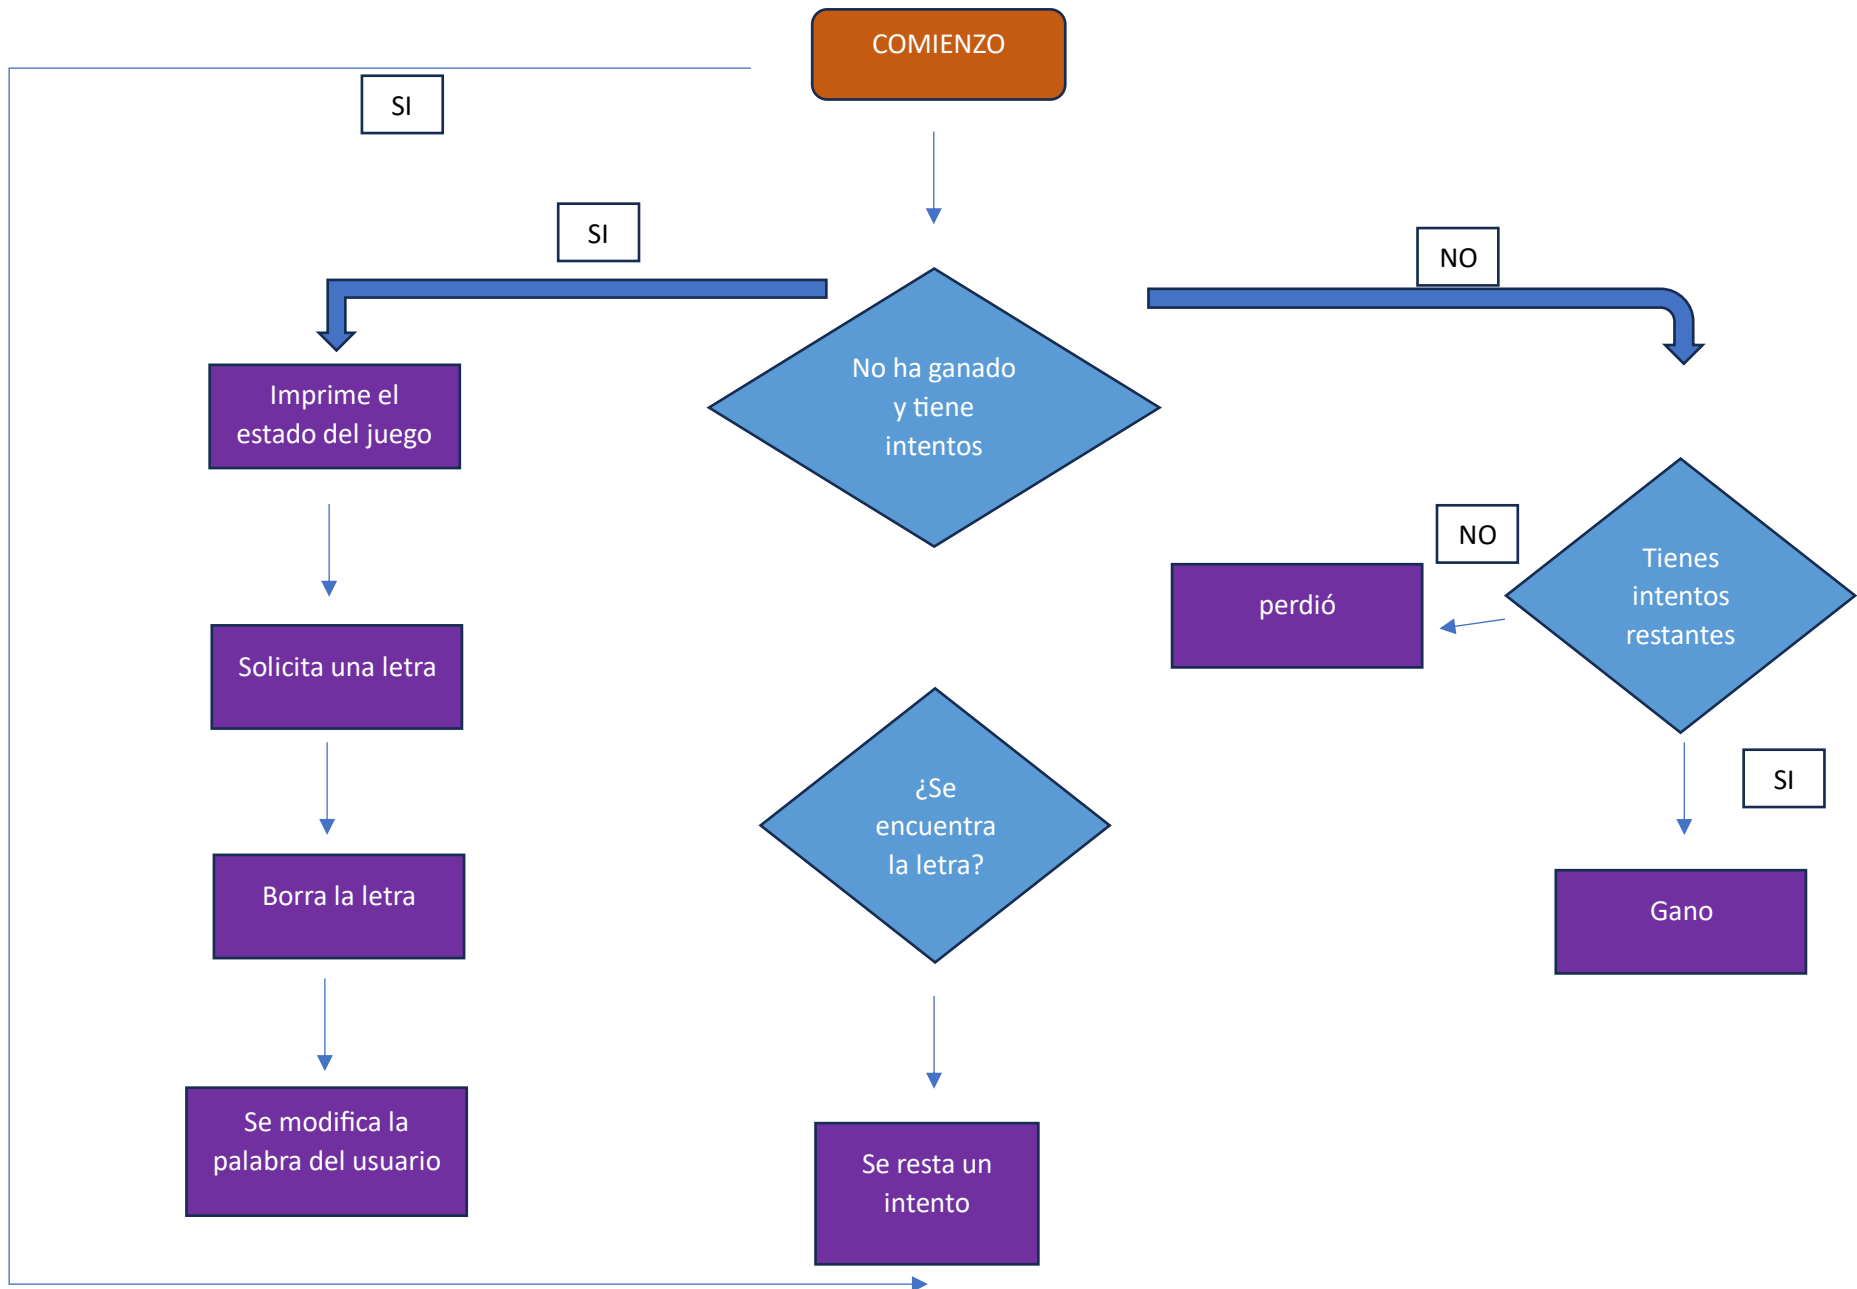 COMIENZO
SI
SI
NO
No ha ganado
y tiene
intentos
Imprime el
estado del juego
NO
Tienes
intentos
restantes
perdió
Solicita una letra
SI
¿Se
encuentra
la letra?
Borra la letra
Gano
Se modifica la
palabra del usuario
Se resta un
intento